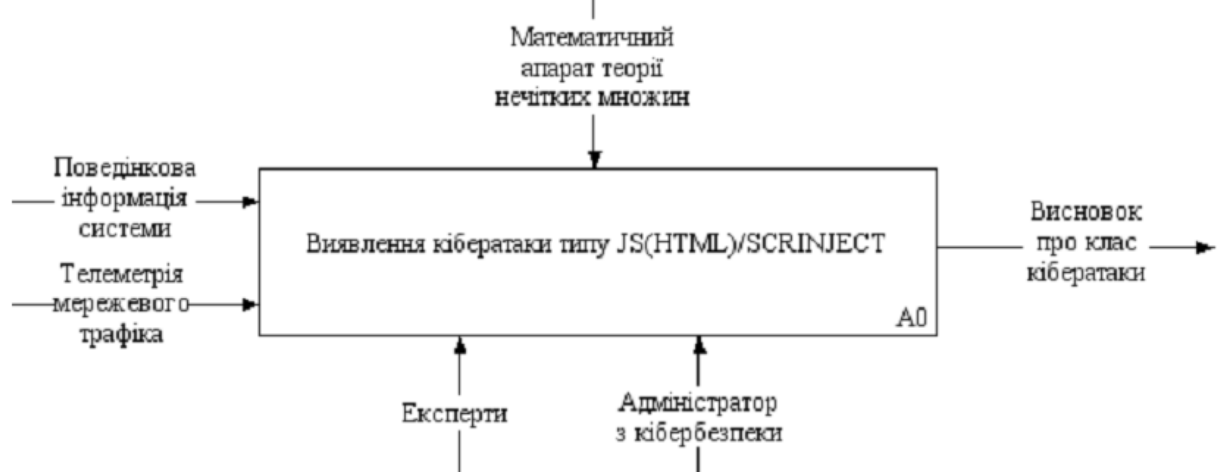 Математичний
апарат теорії
нечітких множин
Поведінкова
інформація
системи
Телеметрія
мережевого
трафіка
Виявлення кібератаки типу JS(HTML)/SCRINJECT
A0
Висновок
про клас
кібератаки
Експерти
Адміністратор
з кібербезпеки